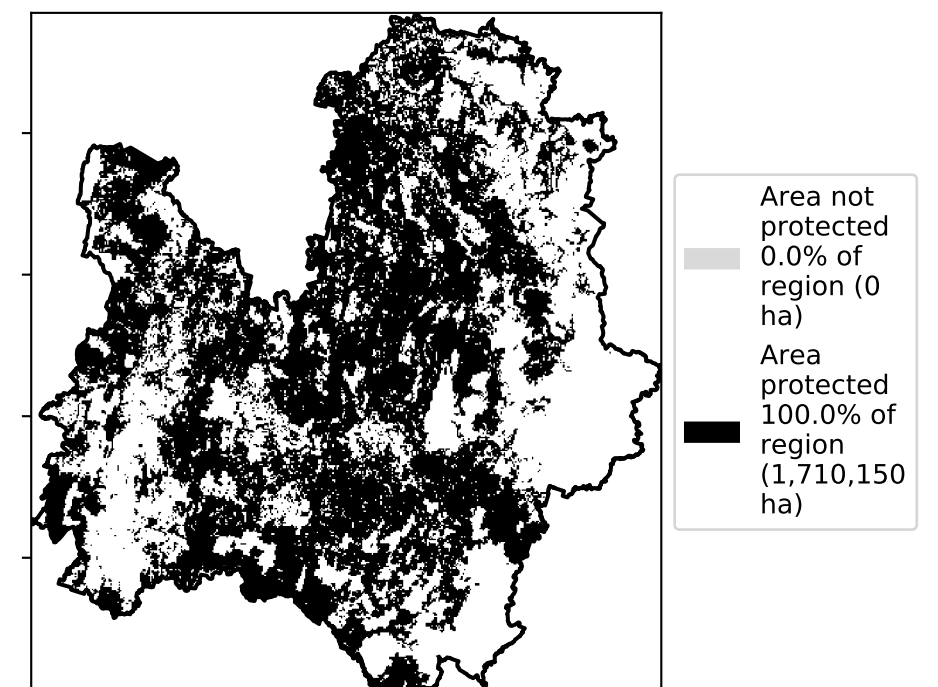 Area not
protected
0.0% of
region (0
ha)
Area
protected
100.0% of
region
(1,710,150
ha)